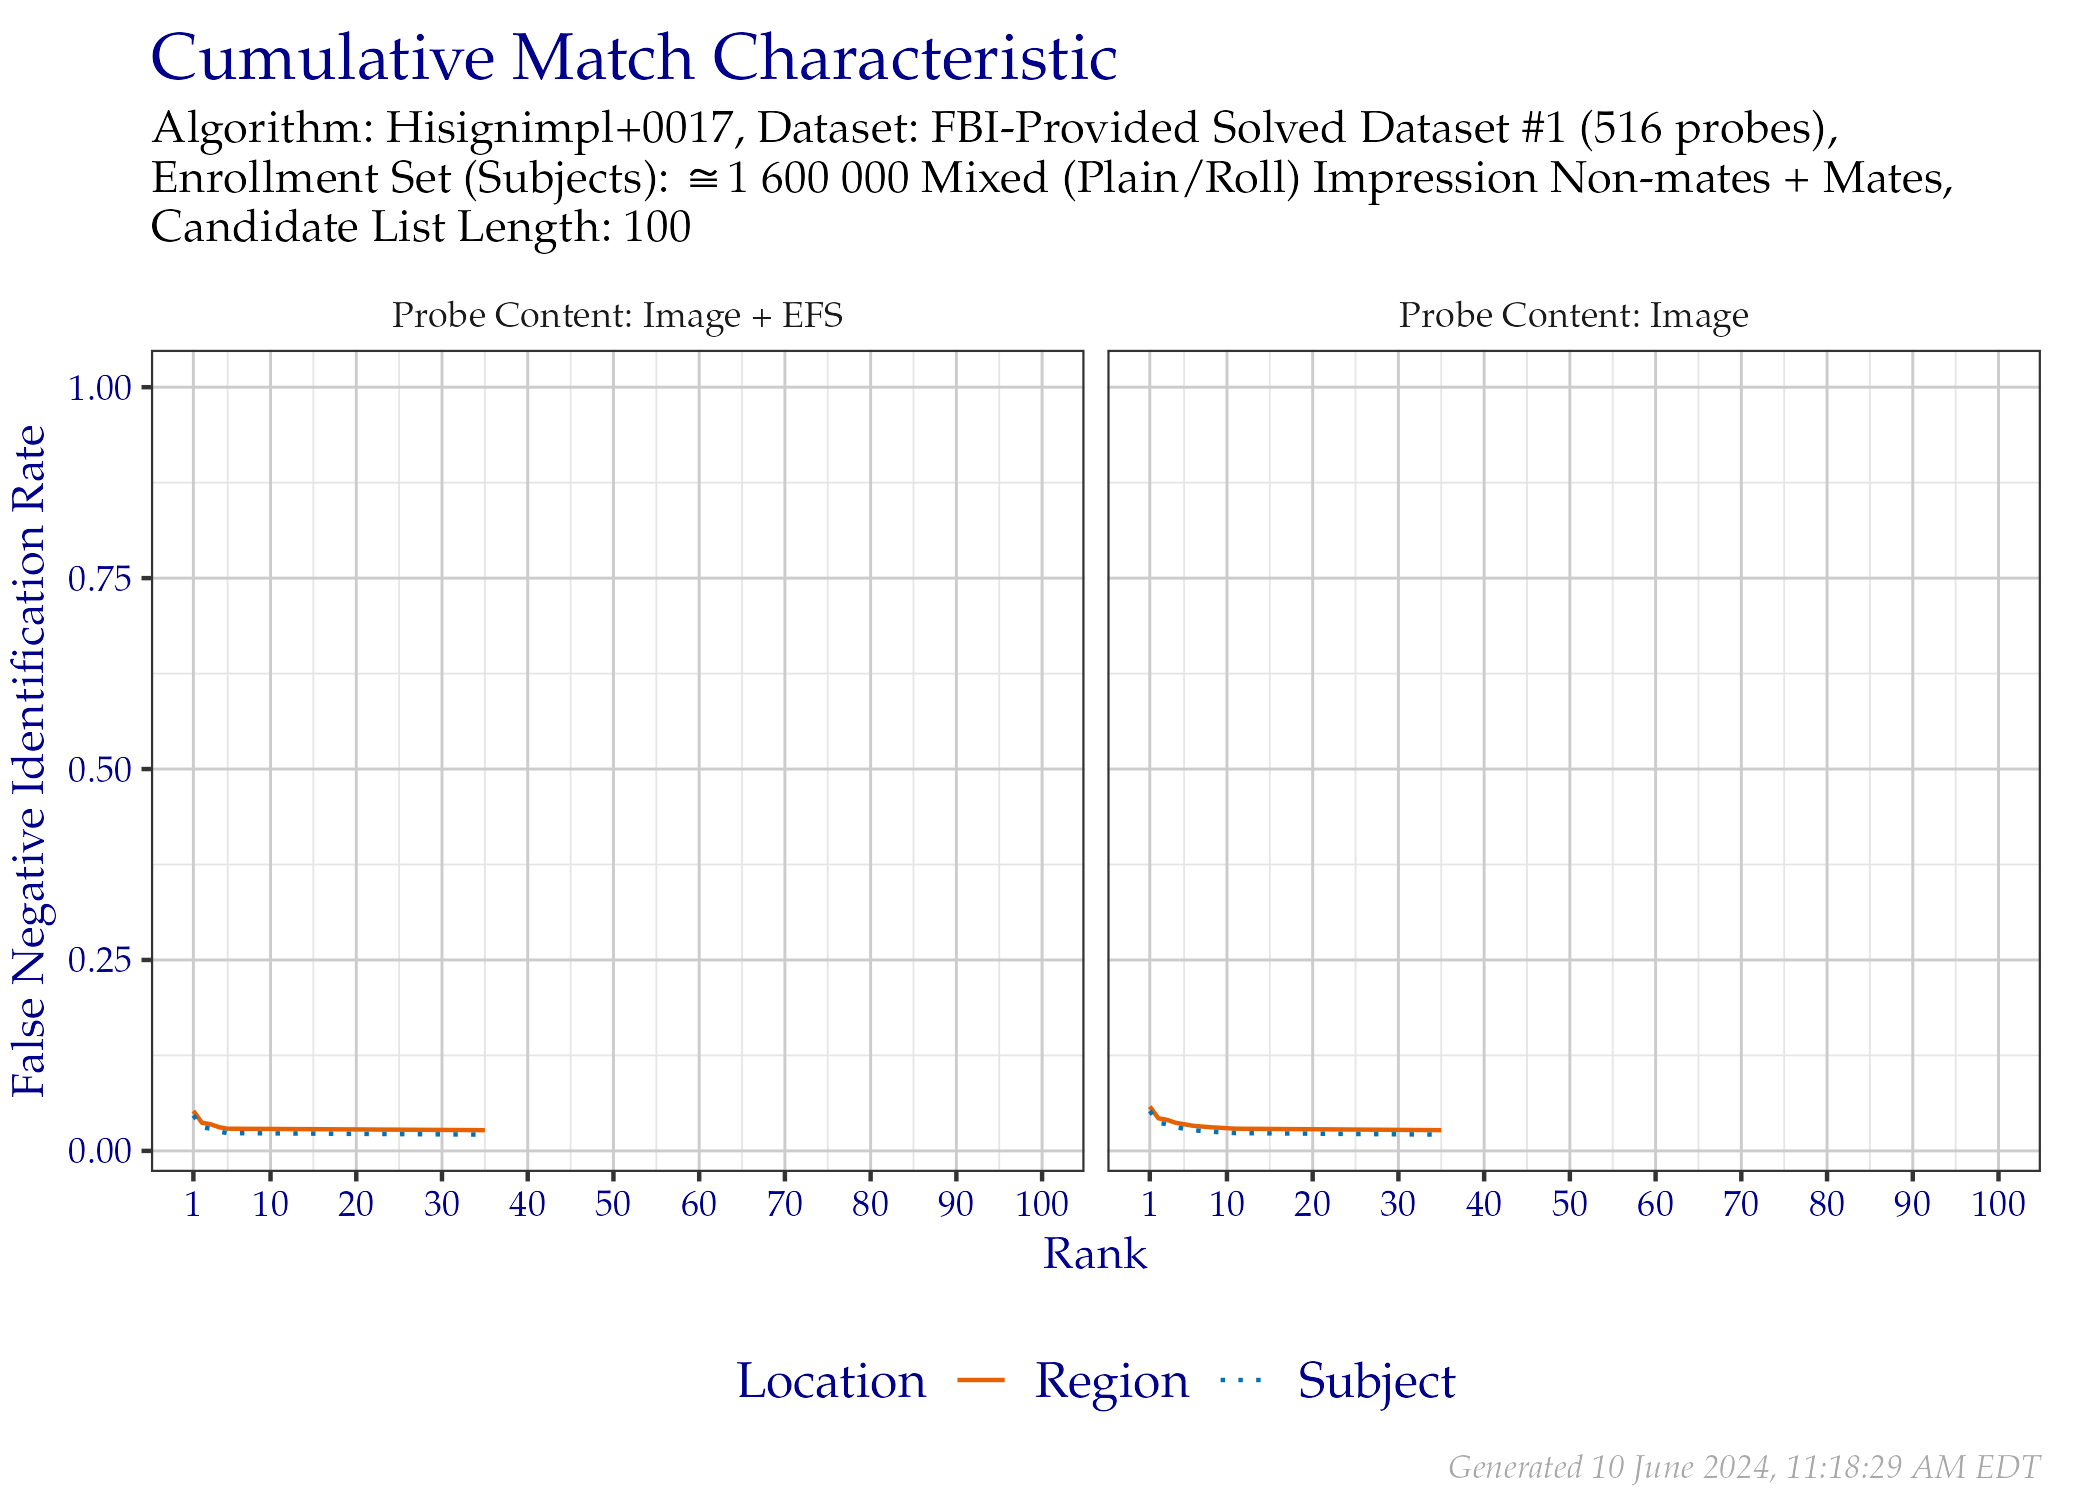 Cumulative Match Characteristic
Algorithm: Hisignimpl+0017, Dataset: FBI-Provided Solved Dataset #1 (516 probes),
Enrollment Set (Subjects): ≅ 1 600 000 Mixed (Plain/Roll) Impression Non-mates + Mates,
Candidate List Length: 100
Probe Content: Image + EFS
Probe Content: Image
False Negative Identification Rate
1.00
0.75
0.50
0.25
0.00
1 10 20 30 40 50 60 70 80 90 100
1 10 20 30 40 50 60 70 80 90 100
Rank
Location Region Subject
Generated 10 June 2024, 11:18:29 AM EDT